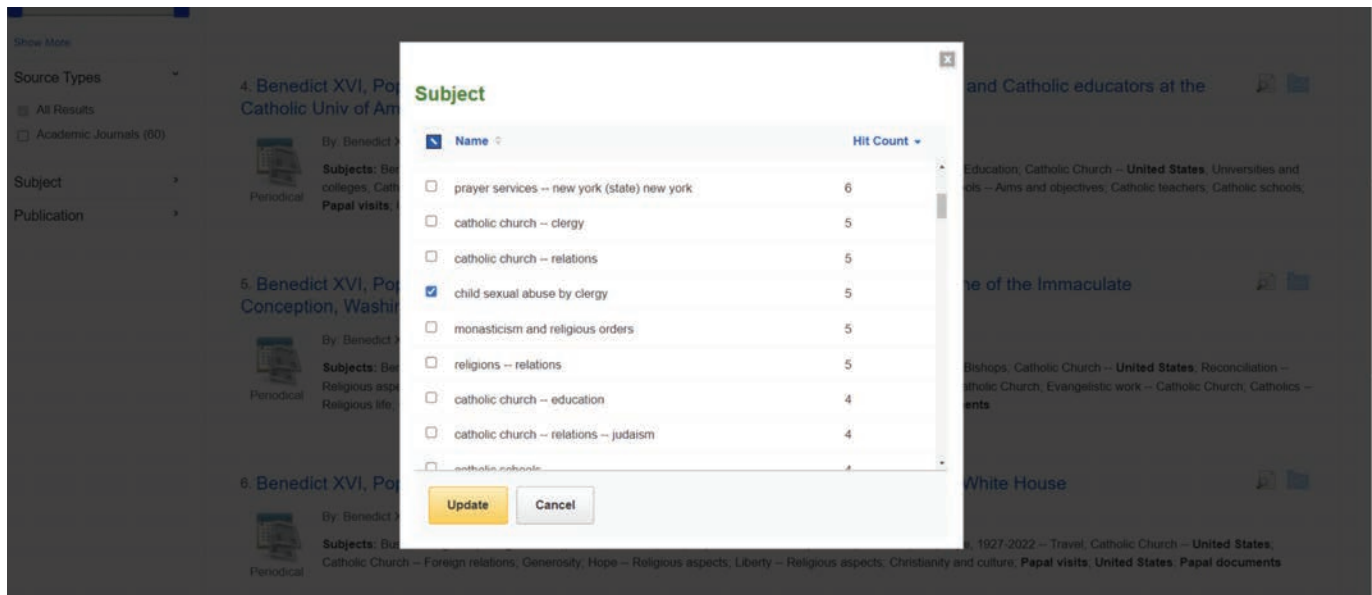 Show More
Source Types
All Results
Academic Journals (60)
Subject
Publication
4. Benedict XVI, Pop
and Catholic educators at the
Catholic Univ of Am
By: Benedict X
Subjects: Ben
Education; Catholic Church -- United States; Universities and
colleges; Cath
ols -- Aims and objectives; Catholic teachers; Catholic schools;
Papal visits;
Periodical
5. Benedict XVI, Pop
ne of the Immaculate
Conception, Washin
By: Benedict X
Subjects: Ben
Bishops; Catholic Church -- United States; Reconciliation --
Religious aspe
atholic Church; Evangelistic work -- Catholic Church; Catholics --
Religious life;
ents
Periodical
6. Benedict XVI, Pop
White House
By: Benedict X
Subjects:
1927-2022 -- Travel; Catholic Church -- United States;
Catholic Church -- Foreign relations; Generosity; Hope -- Religious aspects; Liberty -- Religious aspects; Christianity and culture; Papal visits; United States; Papal documents
Periodical
x
Subject
Name Hit Count
prayer services -- new york (state) new york 6
catholic church -- clergy 5
catholic church -- relations 5
child sexual abuse by clergy 5
monasticism and religious orders 5
religions -- relations 5
catholic church -- education 4
catholic church -- relations -- judaism 4
catholic schools 4
Update Cancel